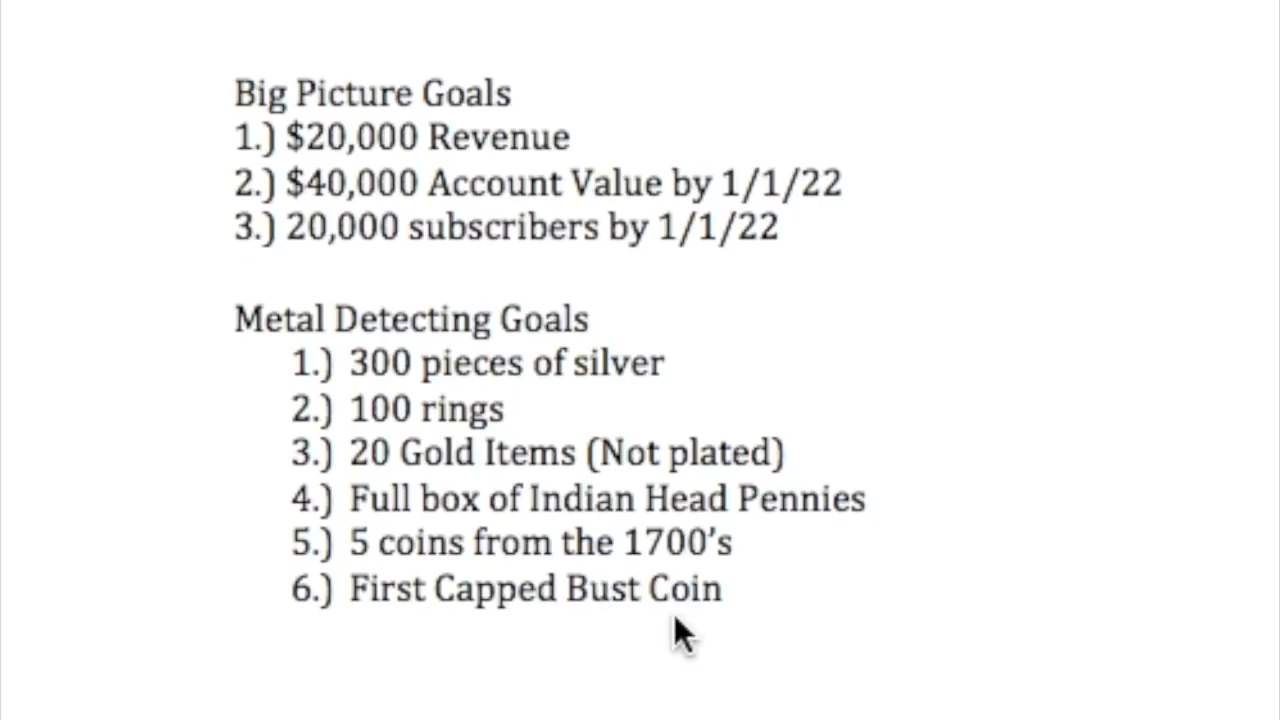 Big Picture Goals
1.) $20,000 Revenue
2.) $40,000 Account Value by 1/1/22
3.) 20,000 subscribers by 1/1/22
Metal Detecting Goals
1.) 300 pieces of silver
2.) 100 rings
3.) 20 Gold Items (Not plated)
4.) Full box of Indian Head Pennies
5.) 5 coins from the 1700’s
6.) First Capped Bust Coin